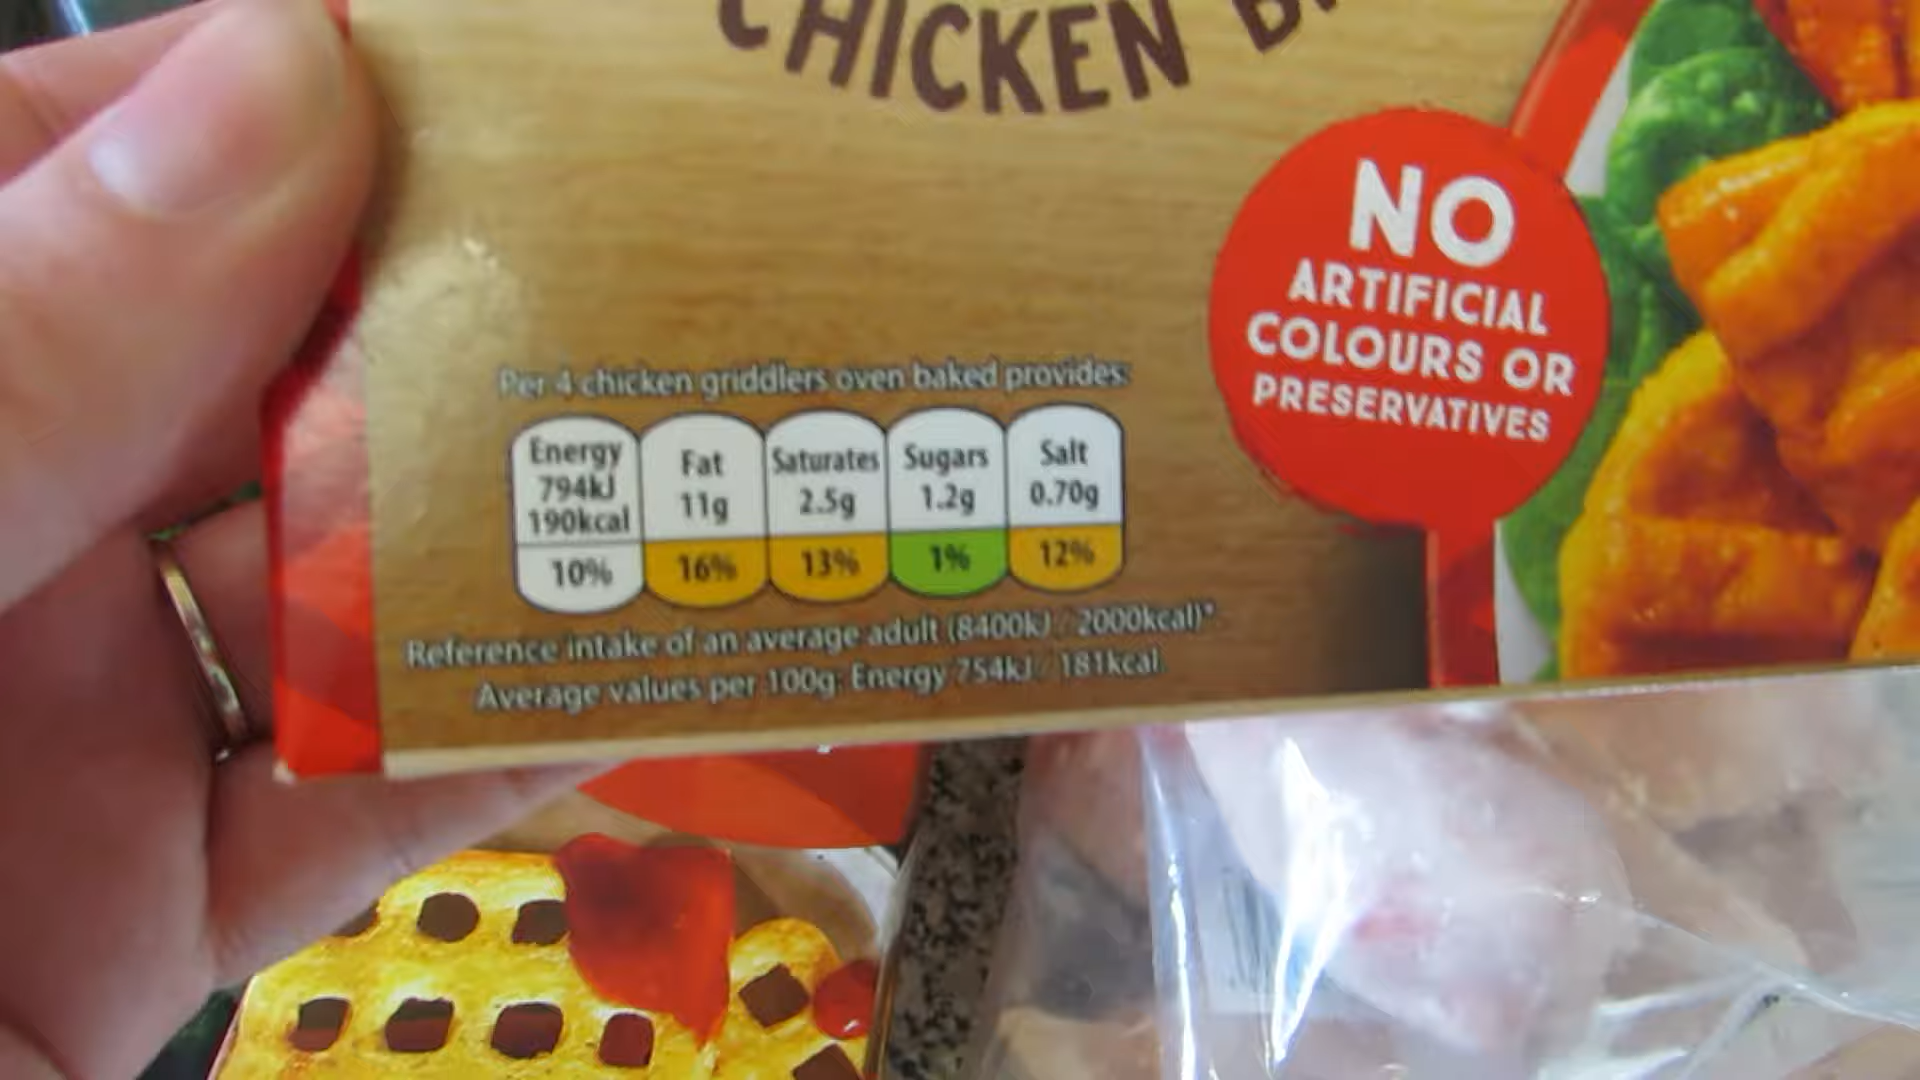 CHICKEN
NO
ARTIFICIAL
COLOURS OR
PRESERVATIVES
Per 4 chicken griddlers oven baked provides:
Energy
794kJ
190kcal
10%
Fat
11g
16%
Saturates
2.5g
13%
Sugars
1.2g
1%
Salt
0.70g
12%
Reference intake of an average adult (8400kJ / 2000kcal)*
Average values per 100g: Energy 754kJ / 181kcal